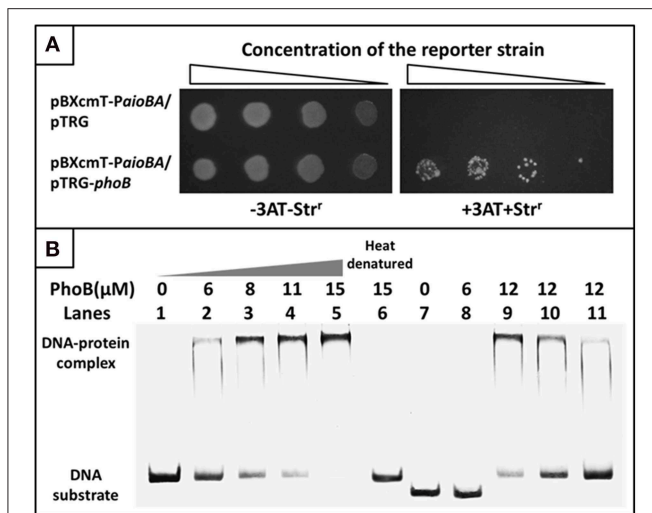 A
Concentration of the reporter strain
pBXcmT-PaioBA/
pTRG
pBXcmT-PaioBA/
pTRG-phoB
-3AT-Strʳ
+3AT+Strʳ
B
Heat
denatured
PhoB(μM) 0 6 8 11 15 15 0 6 12 12 12
Lanes 1 2 3 4 5 6 7 8 9 10 11
DNA-protein
complex
DNA
substrate